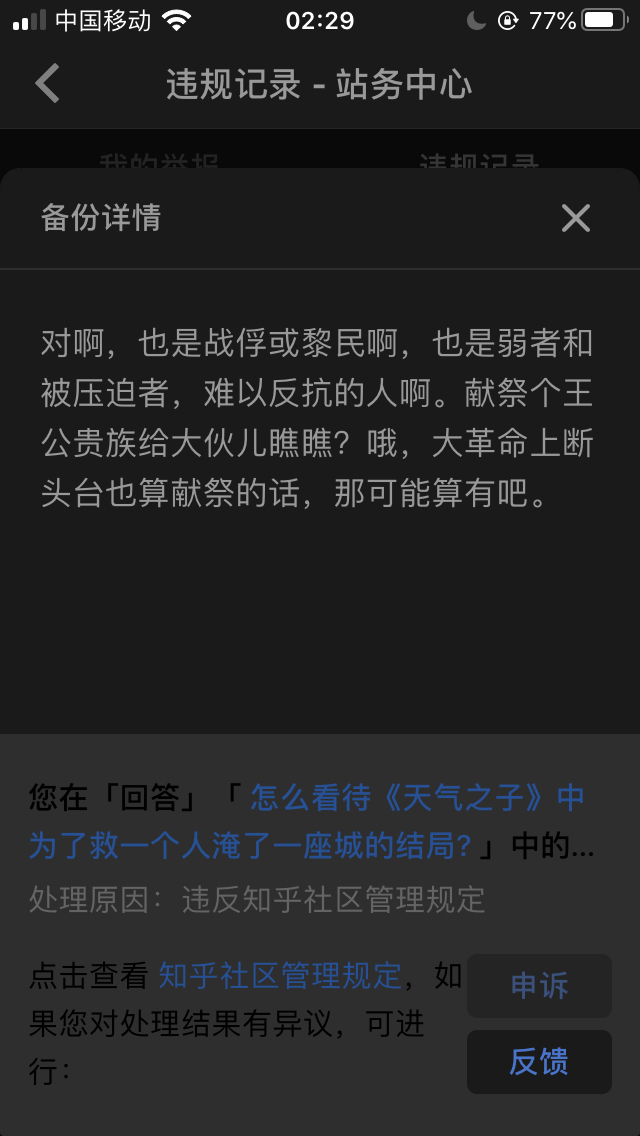 中国移动 02:29 77%
违规记录 - 站务中心
我的举报 违规记录
备份详情
对啊，也是战俘或黎民啊，也是弱者和
被压迫者，难以反抗的人啊。献祭个王
公贵族给大伙儿瞧瞧？哦，大革命上断
头台也算献祭的话，那可能算有吧。
您在「回答」「 怎么看待《天气之子》中
为了救一个人淹了一座城的结局? 」中的...
处理原因：违反知乎社区管理规定
点击查看 知乎社区管理规定，如
果您对处理结果有异议，可进
行：
申诉
反馈